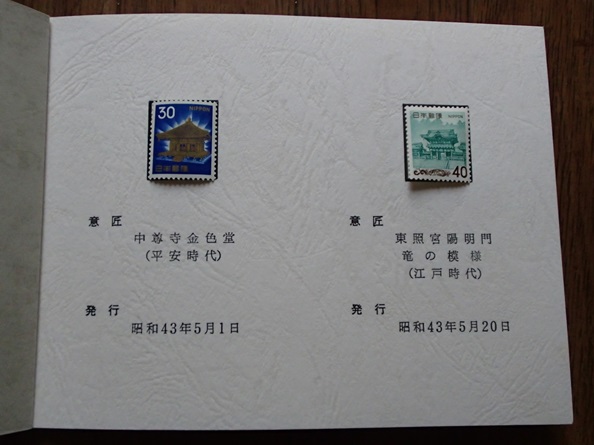 30
NIPPON
日本郵便
意匠
中尊寺金色堂
(平安時代)
発行
昭和43年5月1日
日本郵便
NIPPON
40
意匠
東照宮陽明門
竜の模様
(江戸時代)
発行
昭和43年5月20日